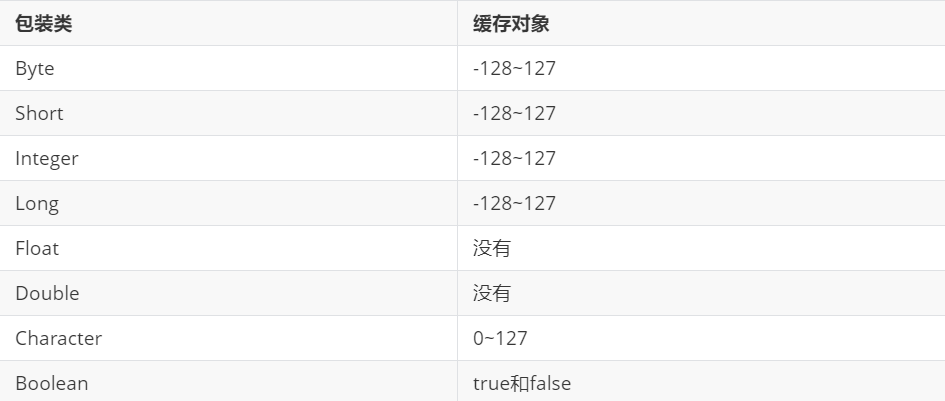 包装类 缓存对象
Byte -128~127
Short -128~127
Integer -128~127
Long -128~127
Float 没有
Double 没有
Character 0~127
Boolean true和false